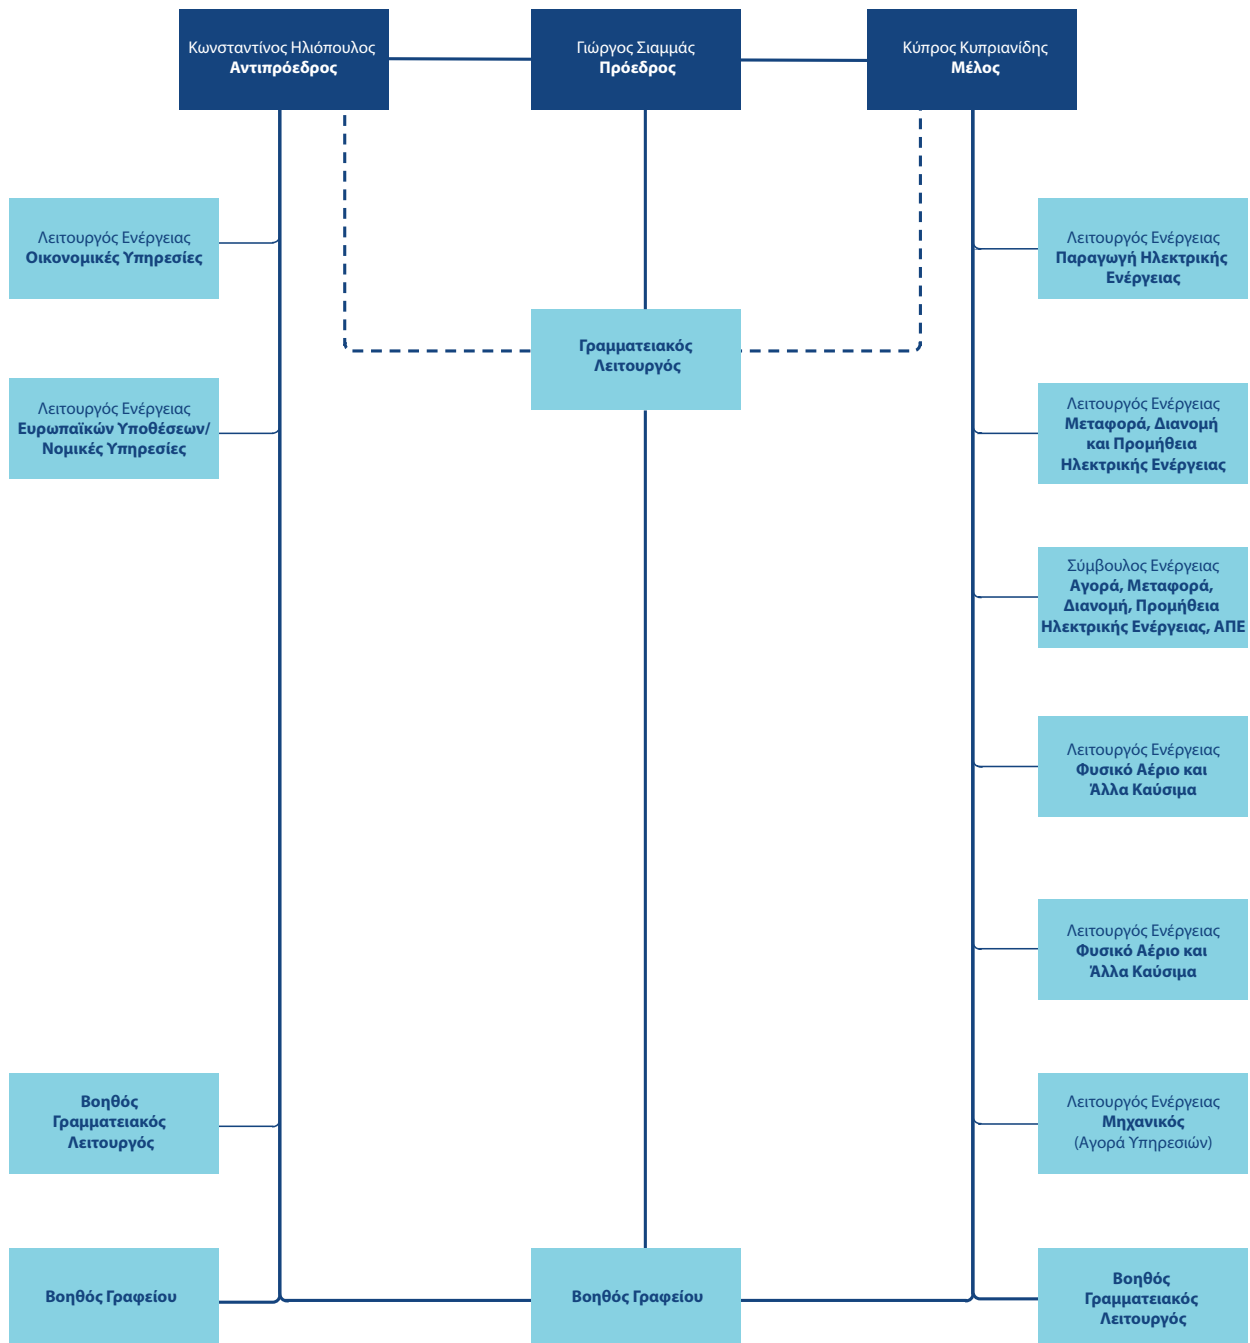 Κωνσταντίνος Ηλιόπουλος
Αντιπρόεδρος
Γιώργος Σιαμμάς
Πρόεδρος
Κύπρος Κυπριανίδης
Μέλος
Λειτουργός Ενέργειας
Οικονομικές Υπηρεσίες
Λειτουργός Ενέργειας
Παραγωγή Ηλεκτρικής
Ενέργειας
Γραμματειακός
Λειτουργός
Λειτουργός Ενέργειας
Ευρωπαϊκών Υποθέσεων/
Νομικές Υπηρεσίες
Λειτουργός Ενέργειας
Μεταφορά, Διανομή
και Προμήθεια
Ηλεκτρικής Ενέργειας
Σύμβουλος Ενέργειας
Αγορά, Μεταφορά,
Διανομή, Προμήθεια
Ηλεκτρικής Ενέργειας, ΑΠΕ
Λειτουργός Ενέργειας
Φυσικό Αέριο και
Άλλα Καύσιμα
Λειτουργός Ενέργειας
Φυσικό Αέριο και
Άλλα Καύσιμα
Βοηθός
Γραμματειακός
Λειτουργός
Λειτουργός Ενέργειας
Μηχανικός
(Αγορά Υπηρεσιών)
Βοηθός Γραφείου
Βοηθός Γραφείου
Βοηθός
Γραμματειακός
Λειτουργός